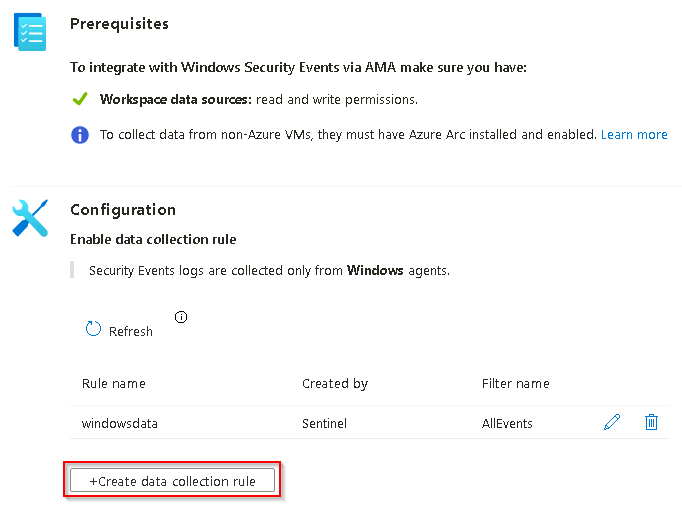 Prerequisites
To integrate with Windows Security Events via AMA make sure you have:
Workspace data sources: read and write permissions.
To collect data from non-Azure VMs, they must have Azure Arc installed and enabled. Learn more
Configuration
Enable data collection rule
Security Events logs are collected only from Windows agents.
Refresh
Rule name Created by Filter name
windowsdata Sentinel AllEvents
+Create data collection rule